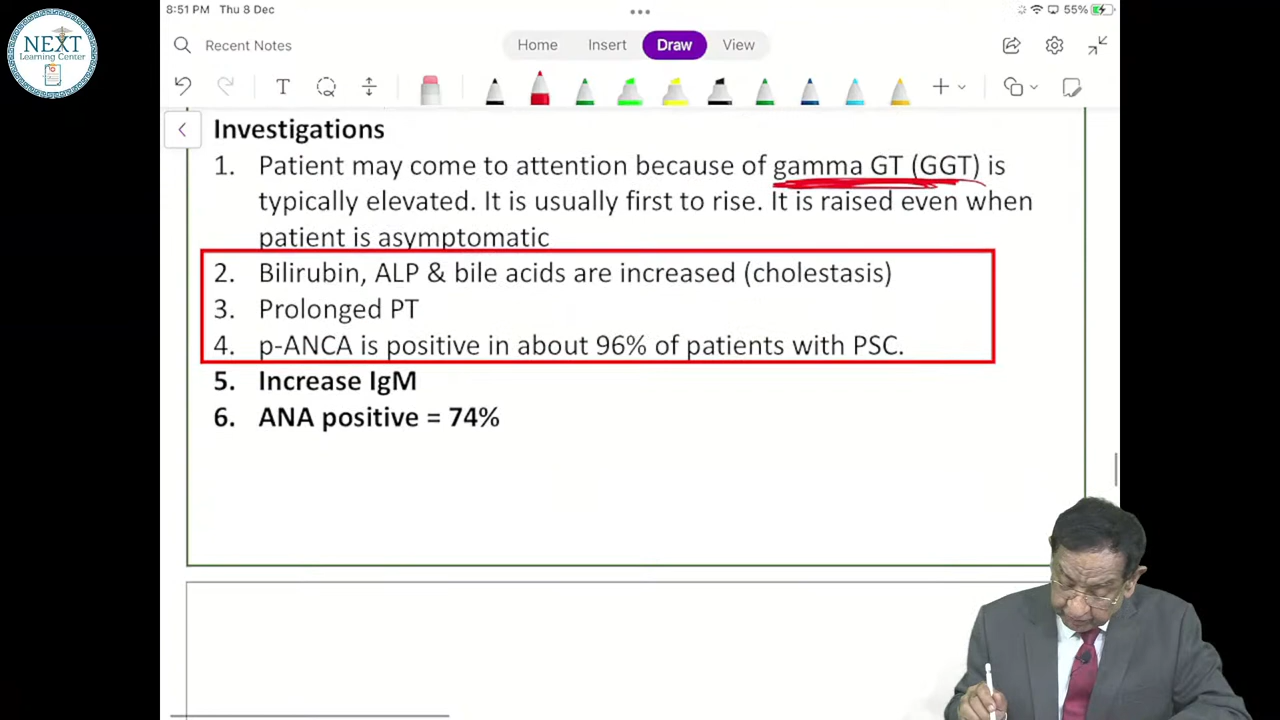 8:51 PM Thu 8 Dec
55%
NEXT
Learning Center
Recent Notes
Home Insert Draw View
T
Investigations
1. Patient may come to attention because of gamma GT (GGT) is
typically elevated. It is usually first to rise. It is raised even when
patient is asymptomatic
2. Bilirubin, ALP & bile acids are increased (cholestasis)
3. Prolonged PT
4. p-ANCA is positive in about 96% of patients with PSC.
5. Increase IgM
6. ANA positive = 74%